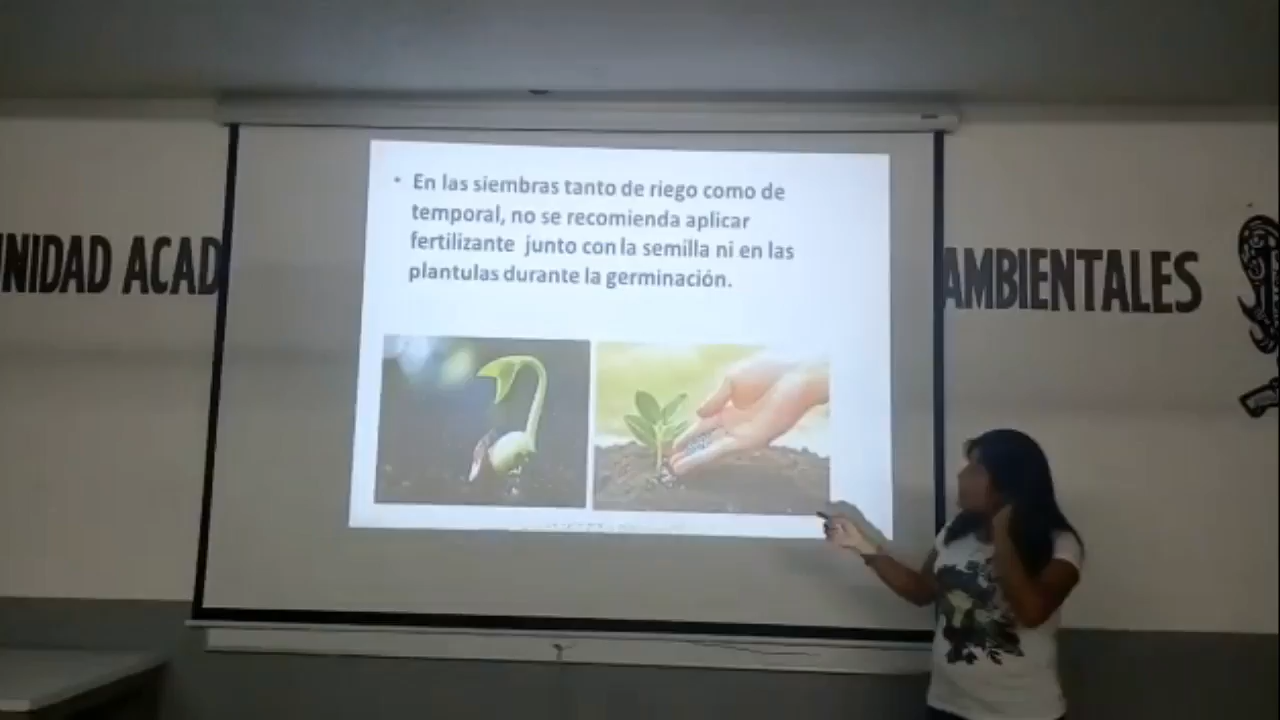 • En las siembras tanto de riego como de
temporal, no se recomienda aplicar
fertilizante junto con la semilla ni en las
plantulas durante la germinación.
UNIDAD ACAD
AMBIENTALES